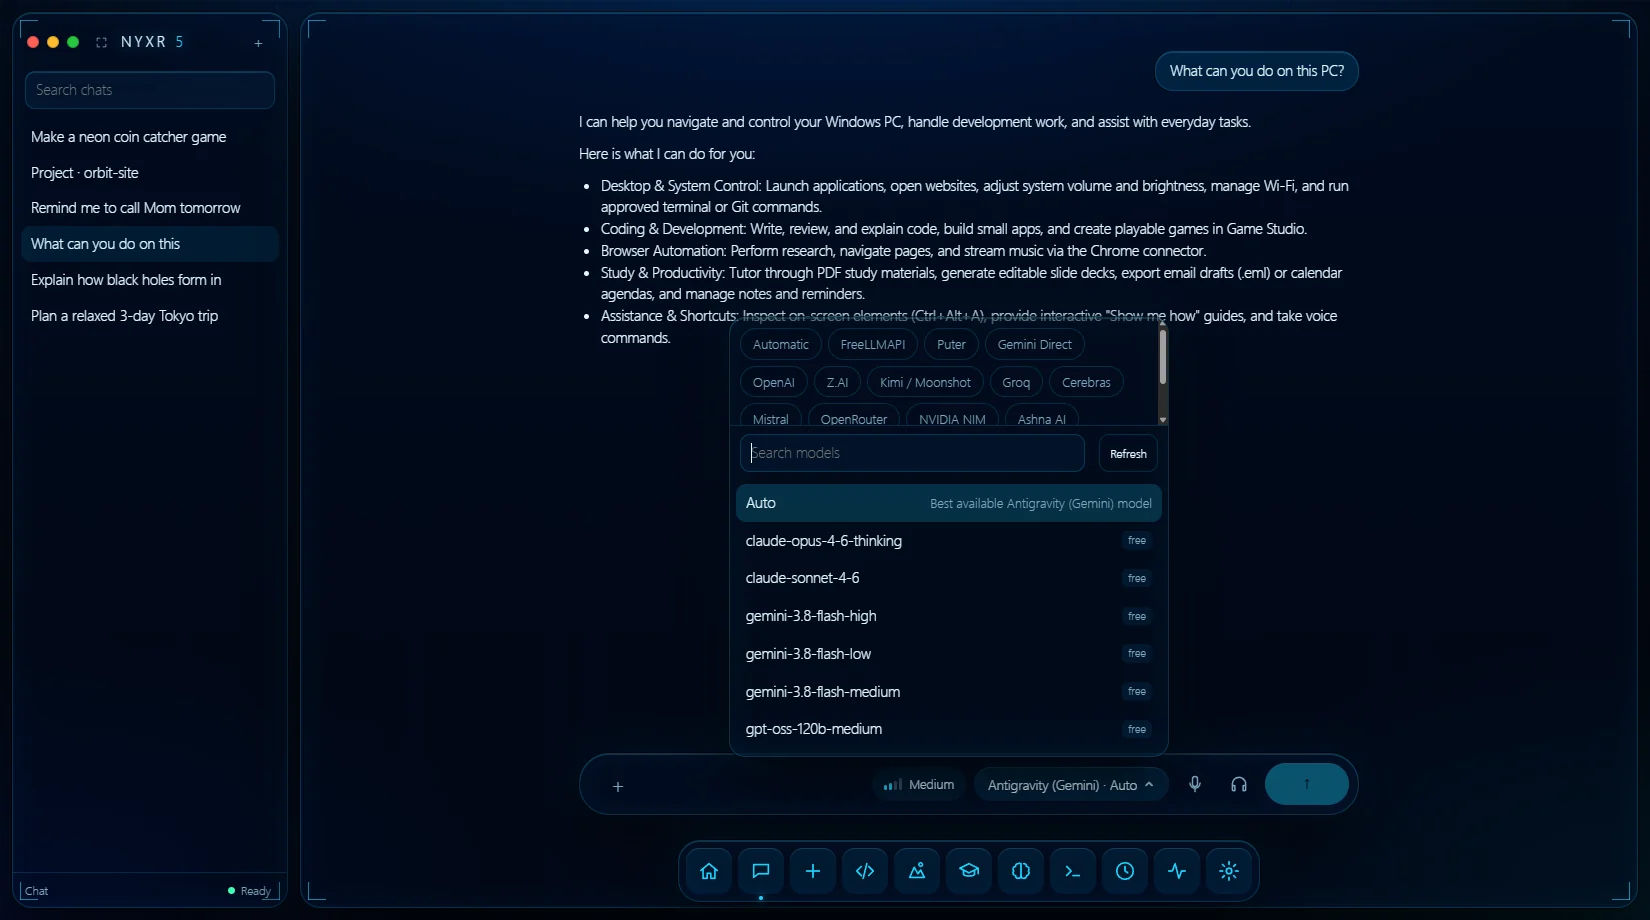 NYXR 5
+
Search chats
Make a neon coin catcher game
Project · orbit-site
Remind me to call Mom tomorrow
What can you do on this
Explain how black holes form in
Plan a relaxed 3-day Tokyo trip
Chat
Ready
What can you do on this PC?
I can help you navigate and control your Windows PC, handle development work, and assist with everyday tasks.
Here is what I can do for you:
• Desktop & System Control: Launch applications, open websites, adjust system volume and brightness, manage Wi-Fi, and run
approved terminal or Git commands.
• Coding & Development: Write, review, and explain code, build small apps, and create playable games in Game Studio.
• Browser Automation: Perform research, navigate pages, and stream music via the Chrome connector.
• Study & Productivity: Tutor through PDF study materials, generate editable slide decks, export email drafts (.eml) or calendar
agendas, and manage notes and reminders.
• Assistance & Shortcuts: Inspect on-screen elements (Ctrl+Alt+A), provide interactive "Show me how" guides, and take voice
commands.
Automatic FreeLLMAPI Puter Gemini Direct
OpenAI Z.AI Kimi / Moonshot Groq Cerebras
Mistral OpenRouter NVIDIA NIM Ashna AI
Search models Refresh
Auto Best available Antigravity (Gemini) model
claude-opus-4-6-thinking free
claude-sonnet-4-6 free
gemini-3.8-flash-high free
gemini-3.8-flash-low free
gemini-3.8-flash-medium free
gpt-oss-120b-medium free
+ Medium Antigravity (Gemini) · Auto